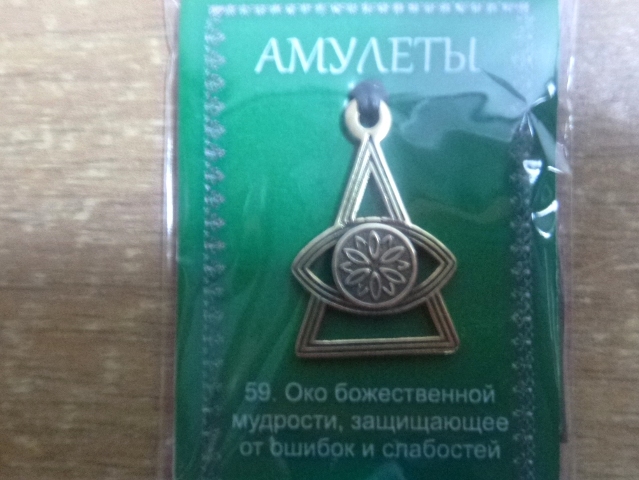 АМУЛЕТЫ
59. Око божественной
мудрости, защищающее
от ошибок и слабостей